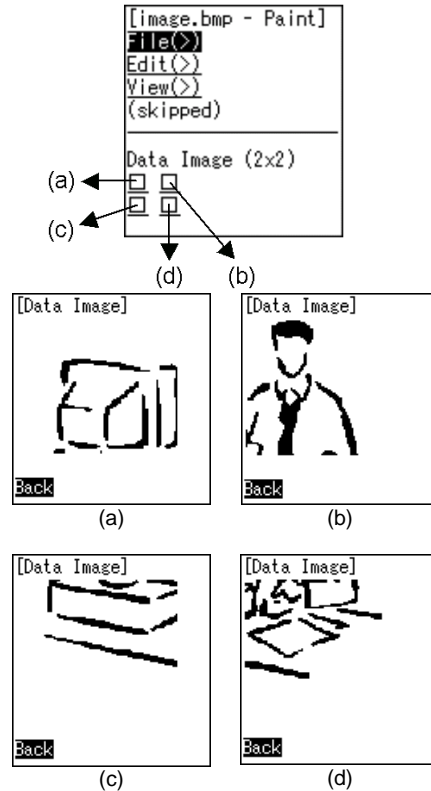 [image.bmp - Paint]
File(>)
Edit(>)
View(>)
(skipped)
Data Image (2x2)
(a)
(b)
(c)
(d)
[Data Image]
Back
(a)
[Data Image]
Back
(b)
[Data Image]
Back
(c)
[Data Image]
Back
(d)